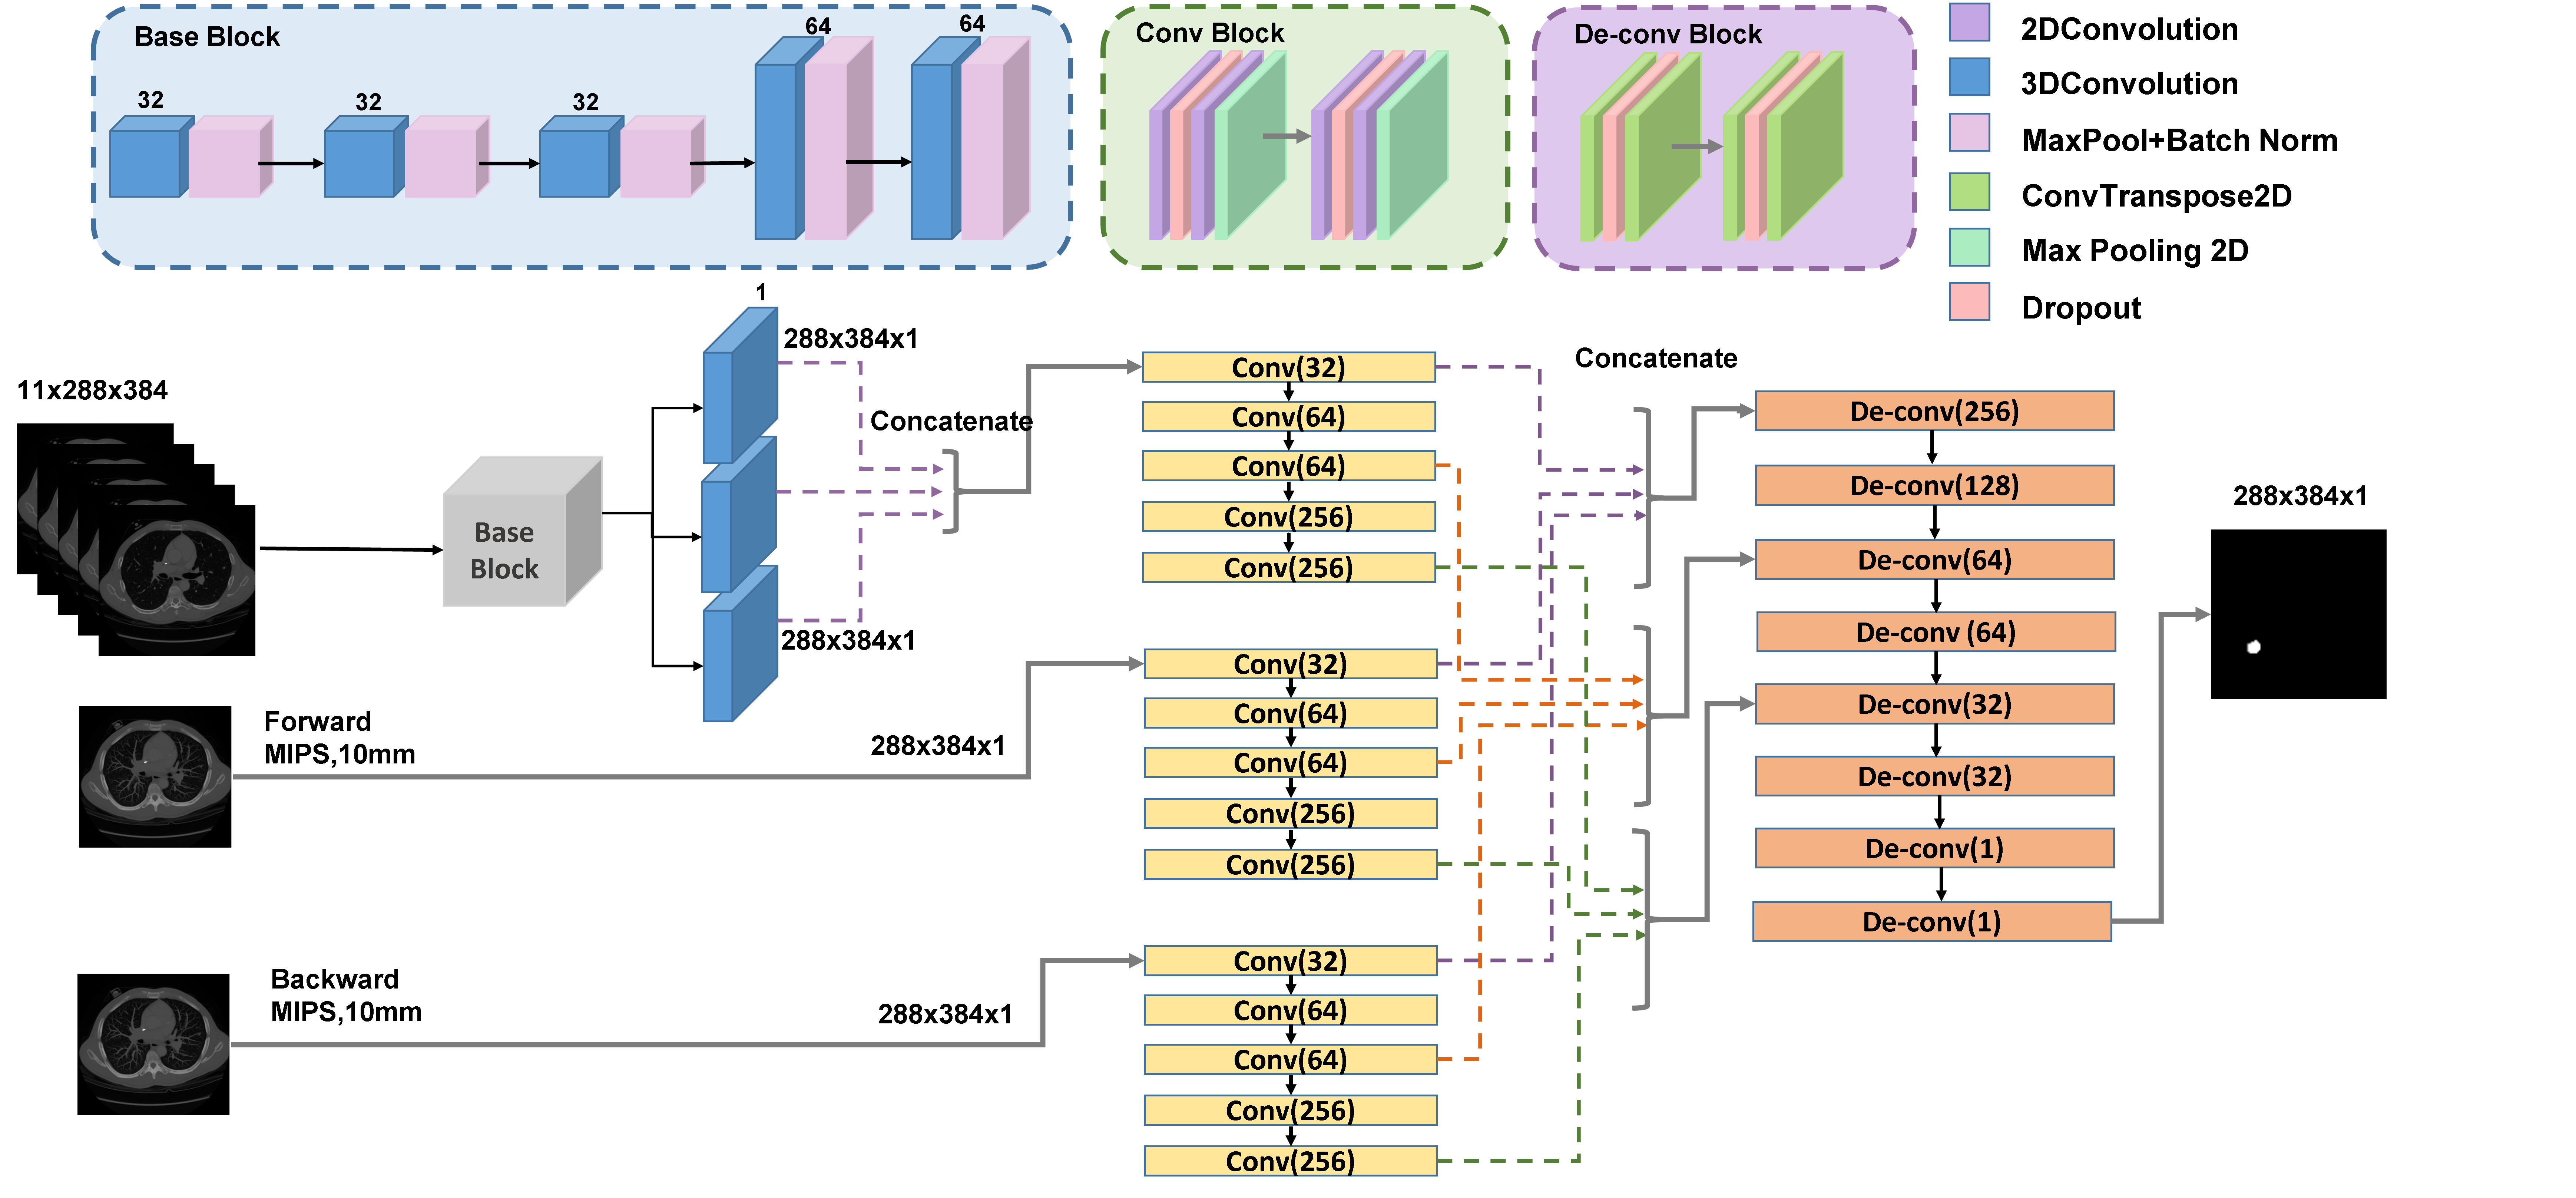 Base Block
32
32
32
64
64
Conv Block
De-conv Block
2DConvolution
3DConvolution
MaxPool+Batch Norm
ConvTranspose2D
Max Pooling 2D
Dropout
11x288x384
Base
Block
1
288x384x1
288x384x1
Concatenate
Forward
MIPS,10mm
288x384x1
Backward
MIPS,10mm
288x384x1
Conv(32)
Conv(64)
Conv(64)
Conv(256)
Conv(256)
Conv(32)
Conv(64)
Conv(64)
Conv(256)
Conv(256)
Conv(32)
Conv(64)
Conv(64)
Conv(256)
Conv(256)
Concatenate
De-conv(256)
De-conv(128)
De-conv(64)
De-conv (64)
De-conv(32)
De-conv(32)
De-conv(1)
De-conv(1)
288x384x1